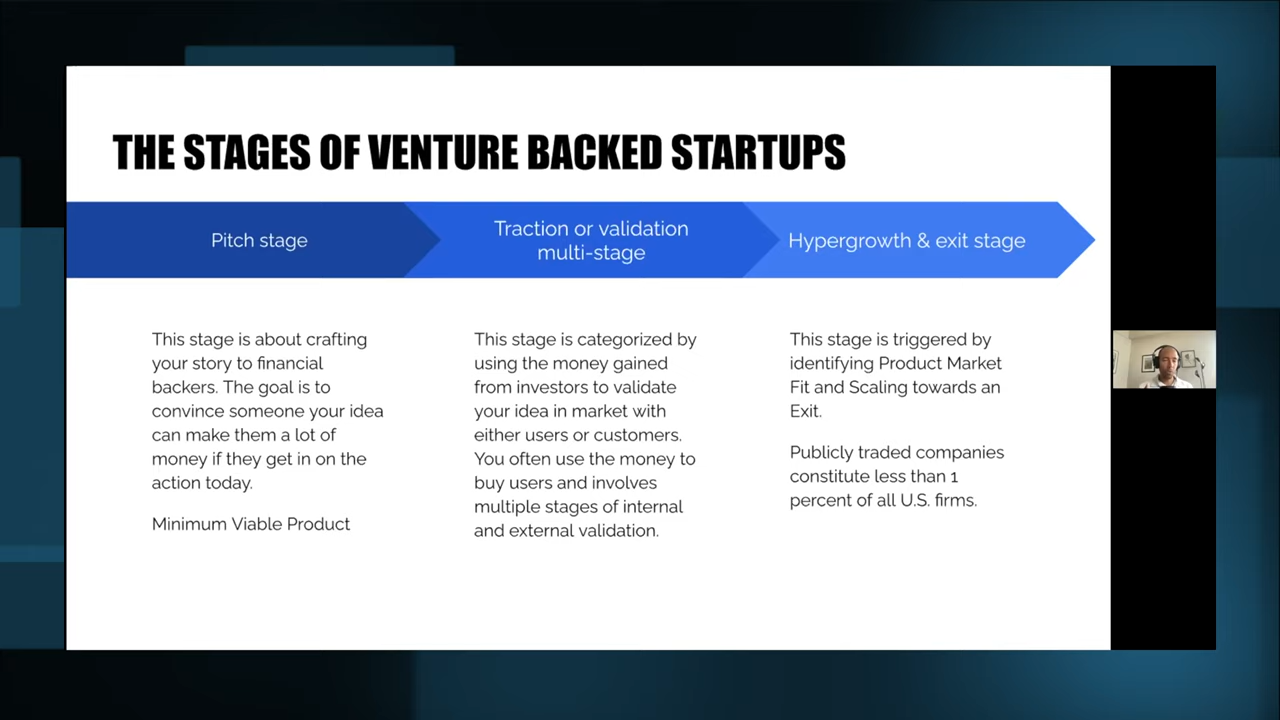 THE STAGES OF VENTURE BACKED STARTUPS
Pitch stage
Traction or validation
multi-stage
Hypergrowth & exit stage
This stage is about crafting
your story to financial
backers. The goal is to
convince someone your idea
can make them a lot of
money if they get in on the
action today.
Minimum Viable Product
This stage is categorized by
using the money gained
from investors to validate
your idea in market with
either users or customers.
You often use the money to
buy users and involves
multiple stages of internal
and external validation.
This stage is triggered by
identifying Product Market
Fit and Scaling towards an
Exit.
Publicly traded companies
constitute less than 1
percent of all U.S. firms.